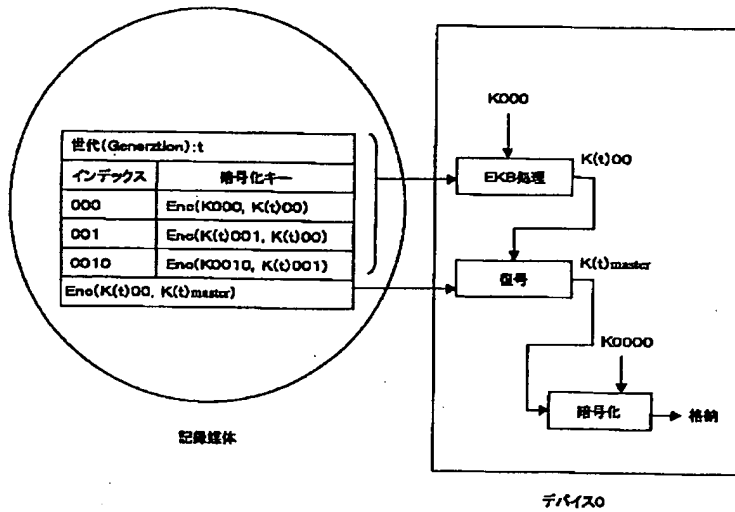 世代(Generztion):t
インデックス 暗号化キー
000 Enc(K000, K(t)00)
001 Enc(K(t)001, K(t)00)
0010 Enc(K0010, K(t)001)
Enc(K(t)00, K(t)master)
記録媒体
K000
EKB処理
K(t)00
復号
K(t)master
K0000
暗号化
格納
デバイス0